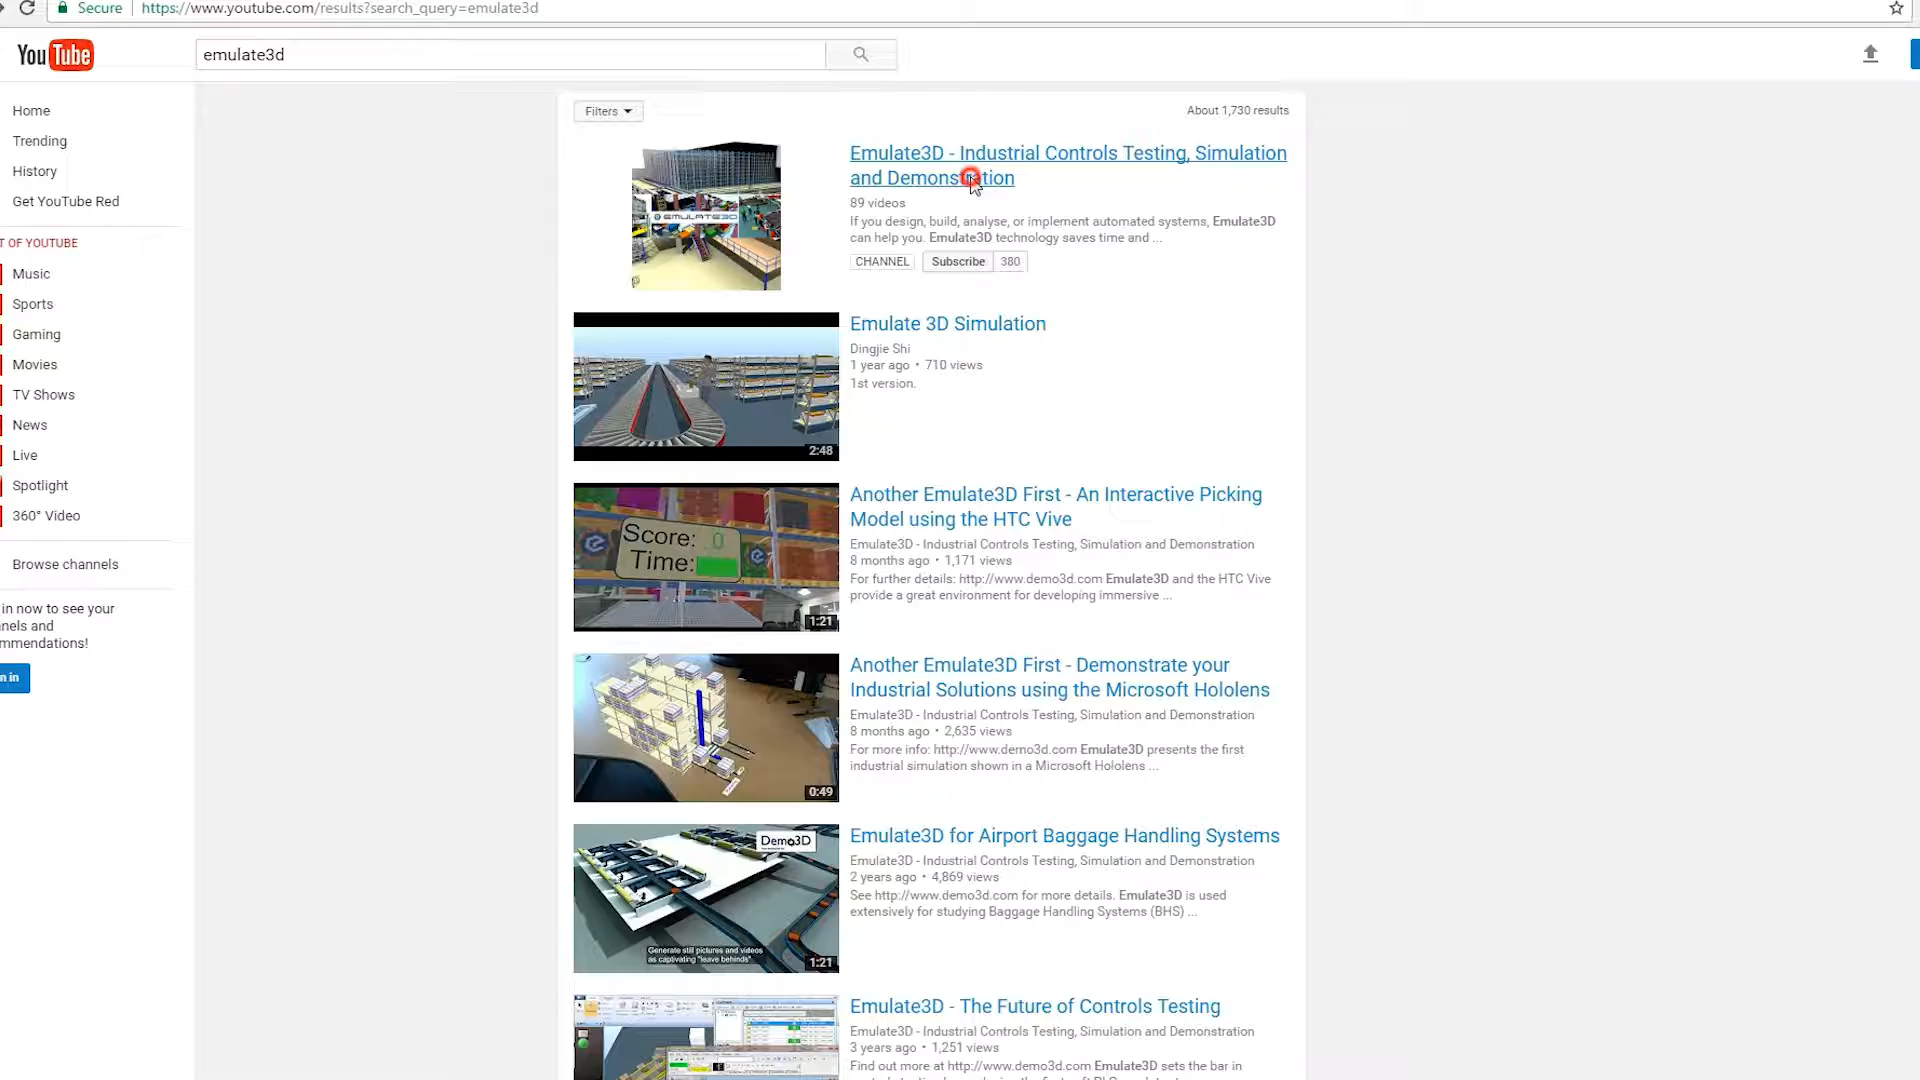 Secure https://www.youtube.com/results?search_query=emulate3d
YouTube
emulate3d
Home
Trending
History
Get YouTube Red
T OF YOUTUBE
Music
Sports
Gaming
Movies
TV Shows
News
Live
Spotlight
360° Video
Browse channels
in now to see your
nels and
mmendations!
n in
Filters
About 1,730 results
EMULATE3D
Emulate3D - Industrial Controls Testing, Simulation
and Demonstration
89 videos
If you design, build, analyse, or implement automated systems, Emulate3D
can help you. Emulate3D technology saves time and ...
CHANNEL Subscribe 380
2:48
Emulate 3D Simulation
Dingjie Shi
1 year ago • 710 views
1st version.
Score: 0
Time:
1:21
Another Emulate3D First - An Interactive Picking
Model using the HTC Vive
Emulate3D - Industrial Controls Testing, Simulation and Demonstration
8 months ago • 1,171 views
For further details: http://www.demo3d.com Emulate3D and the HTC Vive
provide a great environment for developing immersive ...
0:49
Another Emulate3D First - Demonstrate your
Industrial Solutions using the Microsoft Hololens
Emulate3D - Industrial Controls Testing, Simulation and Demonstration
8 months ago • 2,635 views
For more info: http://www.demo3d.com Emulate3D presents the first
industrial simulation shown in a Microsoft Hololens ...
Demo3D
Generate still pictures and videos
as captivating "leave behinds"
1:21
Emulate3D for Airport Baggage Handling Systems
Emulate3D - Industrial Controls Testing, Simulation and Demonstration
2 years ago • 4,869 views
See http://www.demo3d.com for more details. Emulate3D is used
extensively for studying Baggage Handling Systems (BHS) ...
Emulate3D - The Future of Controls Testing
Emulate3D - Industrial Controls Testing, Simulation and Demonstration
3 years ago • 1,251 views
Find out more at http://www.demo3d.com Emulate3D sets the bar in